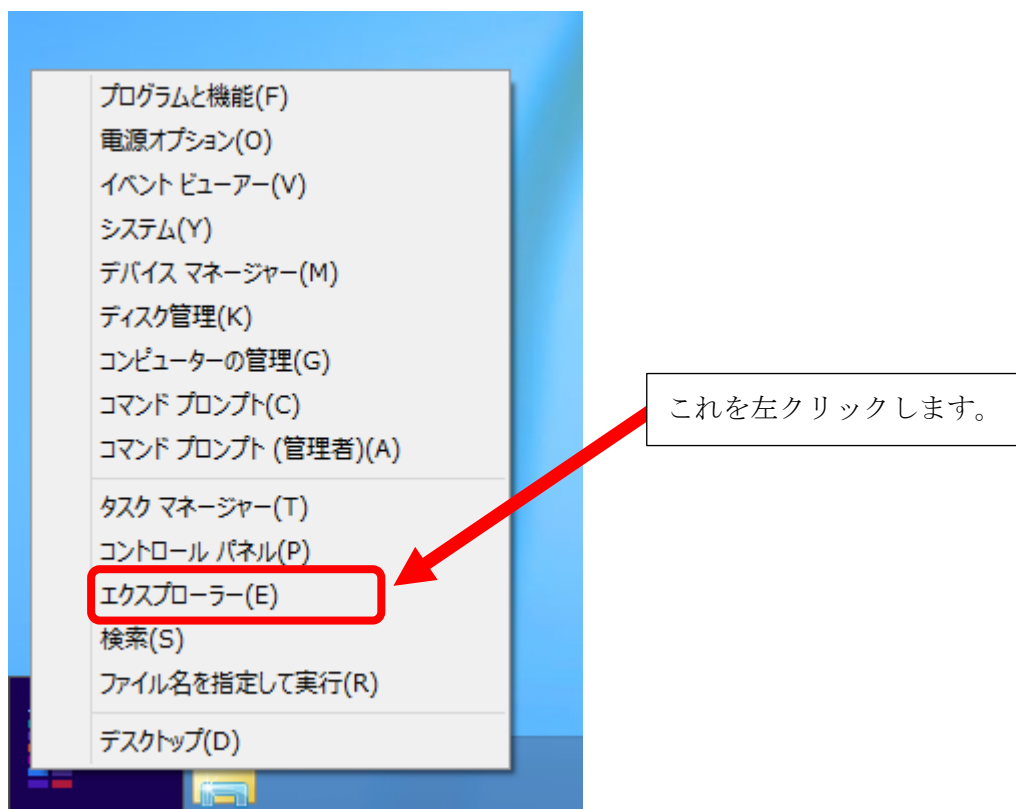 プログラムと機能(F)
電源オプション(O)
イベント ビューアー(V)
システム(Y)
デバイス マネージャー(M)
ディスク管理(K)
コンピューターの管理(G)
コマンド プロンプト(C)
コマンド プロンプト (管理者)(A)
タスク マネージャー(T)
コントロール パネル(P)
エクスプローラー(E)
検索(S)
ファイル名を指定して実行(R)
デスクトップ(D)
これを左クリックします。